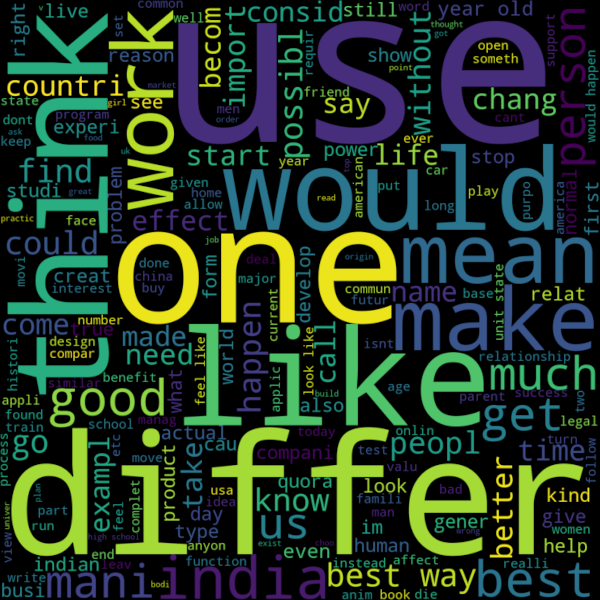 right
v
live
set
common
word
well
thought
got
consid
still
year old
open
someth
support
person
would happen
state
dont
ask
keep
market
girl
program
food
uk
reason
see
experi
countri
think
work
use
becom
import
possibl
friend
men
order
show
say
without
requir
point
cant
chang
find
studi
problem
start
year
power
life
ever
stop
normal
first
america
american
car
put
play
long
top
read
purpo
given
home
allow
effect
face
practic
great
could
creat
movi
interest
job
would
one
mean
make
name
relat
come
true
number
histori
design
compar
done
china
buy
form
major
deal
current
origin
commun
futur
base
unit state
develop
happen
call
look like
feel like
world
made
need
what
applic
build
isnt
relationship
similar
benefit
good
like
much
get
appli
found
train
school
manag
actual
cau
also
age
parent
success
two
legal
time
turn
follow
process
go
etc
move
exampl
take
product
today
compani
test
onlin
peopl
valu
differ
know
quora
look
famili
bad
better
kind
part
run
view
univer
plan
feel
complet
high school
usa
idea
day
type
anyon
us
im
man
gener
give
women
help
human
even
exist
choo
wrong
realli
indian
end
leav
function
instead
affect
write
busi
mani
bodi
india
best way
anim
book
die
best